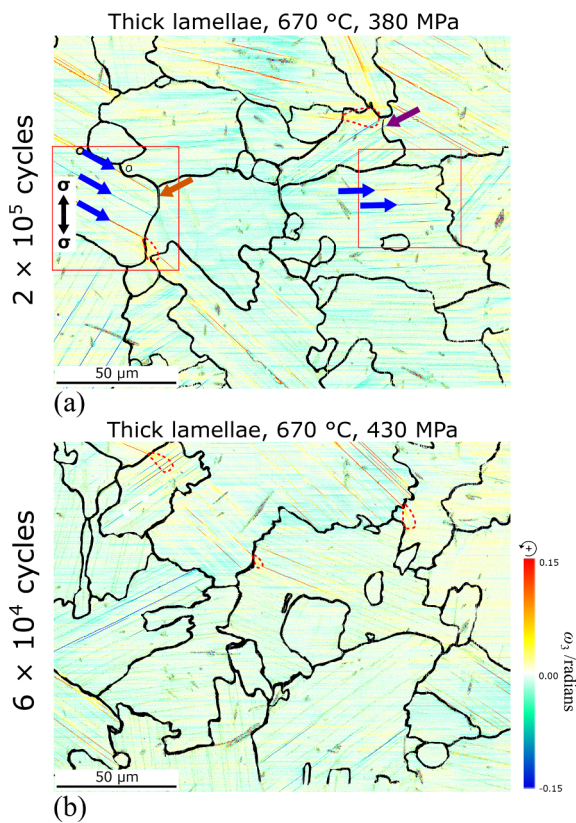 Thick lamellae, 670 °C, 380 MPa
2 × 10⁵ cycles
σ
σ
50 µm
(a)
Thick lamellae, 670 °C, 430 MPa
6 × 10⁴ cycles
+
0.15
0.00
-0.15
ω₃/radians
50 µm
(b)